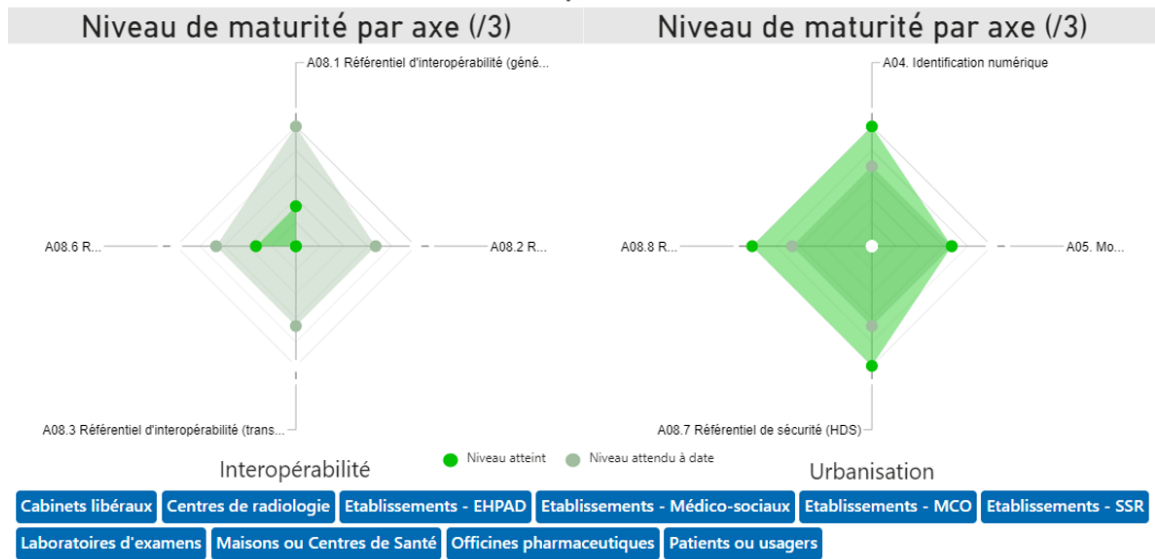 Niveau de maturité par axe (/3)
Niveau de maturité par axe (/3)
A08.1 Référentiel d'interopérabilité (géné...
A04. Identification numérique
A08.6 R...
A08.2 R...
A08.8 R...
A05. Mo...
A08.3 Référentiel d'interopérabilité (trans...
A08.7 Référentiel de sécurité (HDS)
Interopérabilité
Niveau atteint
Niveau attendu à date
Urbanisation
Cabinets libéraux
Centres de radiologie
Etablissements - EHPAD
Etablissements - Médico-sociaux
Etablissements - MCO
Etablissements - SSR
Laboratoires d'examens
Maisons ou Centres de Santé
Officines pharmaceutiques
Patients ou usagers